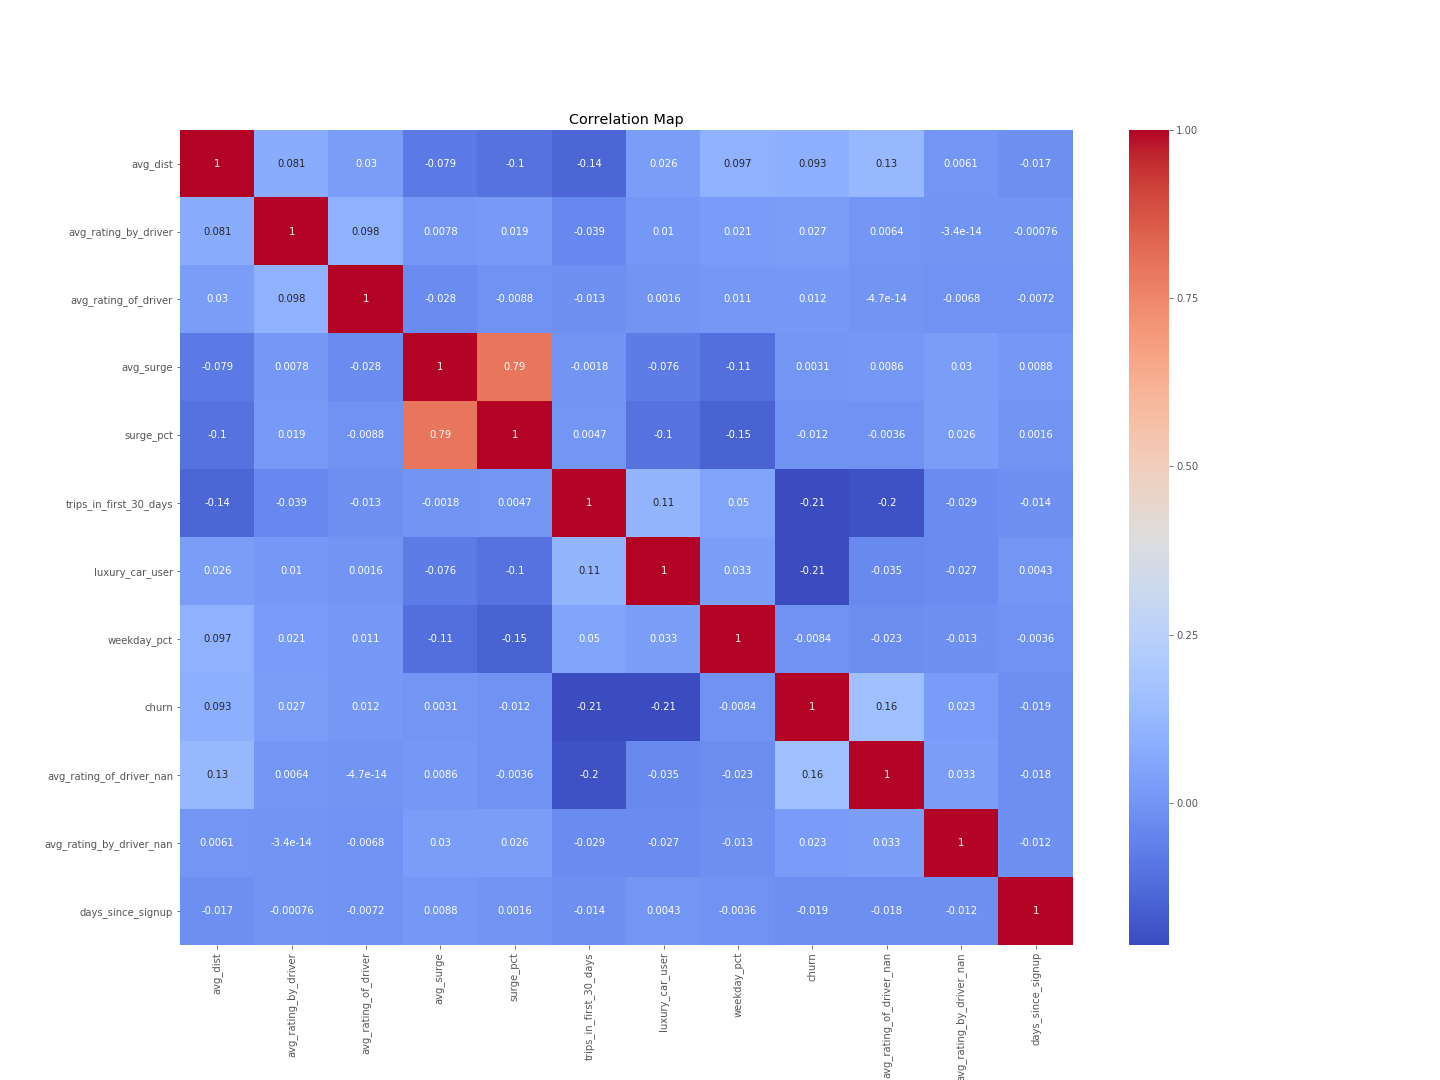 Correlation Map
avg_dist 1 0.081 0.03 -0.079 -0.1 -0.14 0.026 0.097 0.093 0.13 0.0061 -0.017
avg_rating_by_driver 0.081 1 0.098 0.0078 0.019 -0.039 0.01 0.021 0.027 0.0064 -3.4e-14 -0.00076
avg_rating_of_driver 0.03 0.098 1 -0.028 -0.0088 -0.013 0.0016 0.011 0.012 -4.7e-14 -0.0068 -0.0072
avg_surge -0.079 0.0078 -0.028 1 0.79 -0.0018 -0.076 -0.11 0.0031 0.0086 0.03 0.0088
surge_pct -0.1 0.019 -0.0088 0.79 1 0.0047 -0.1 -0.15 -0.012 -0.0036 0.026 0.0016
trips_in_first_30_days -0.14 -0.039 -0.013 -0.0018 0.0047 1 0.11 0.05 -0.21 -0.2 -0.029 -0.014
luxury_car_user 0.026 0.01 0.0016 -0.076 -0.1 0.11 1 0.033 -0.21 -0.035 -0.027 0.0043
weekday_pct 0.097 0.021 0.011 -0.11 -0.15 0.05 0.033 1 -0.0084 -0.023 -0.013 -0.0036
churn 0.093 0.027 0.012 0.0031 -0.012 -0.21 -0.21 -0.0084 1 0.16 0.023 -0.019
avg_rating_of_driver_nan 0.13 0.0064 -4.7e-14 0.0086 -0.0036 -0.2 -0.035 -0.023 0.16 1 0.033 -0.018
avg_rating_by_driver_nan 0.0061 -3.4e-14 -0.0068 0.03 0.026 -0.029 -0.027 -0.013 0.023 0.033 1 -0.012
days_since_signup -0.017 -0.00076 -0.0072 0.0088 0.0016 -0.014 0.0043 -0.0036 -0.019 -0.018 -0.012 1
avg_dist
avg_rating_by_driver
avg_rating_of_driver
avg_surge
surge_pct
trips_in_first_30_days
luxury_car_user
weekday_pct
churn
avg_rating_of_driver_nan
avg_rating_by_driver_nan
days_since_signup
1.00
0.75
0.50
0.25
0.00